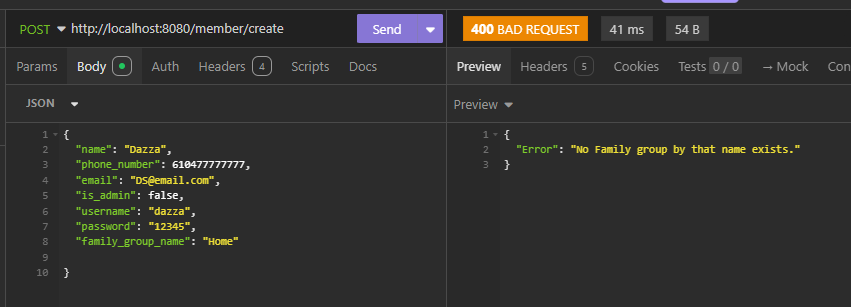 POST http://localhost:8080/member/create Send 400 BAD REQUEST 41 ms 54 B
Params Body Auth Headers 4 Scripts Docs Preview Headers 5 Cookies Tests 0 / 0 → Mock Con
JSON Preview
1 {
2 "name": "Dazza",
3 "phone_number": 610477777777,
4 "email": "DS@email.com",
5 "is_admin": false,
6 "username": "dazza",
7 "password": "12345",
8 "family_group_name": "Home"
9
10 }
1 {
2 "Error": "No Family group by that name exists."
3 }